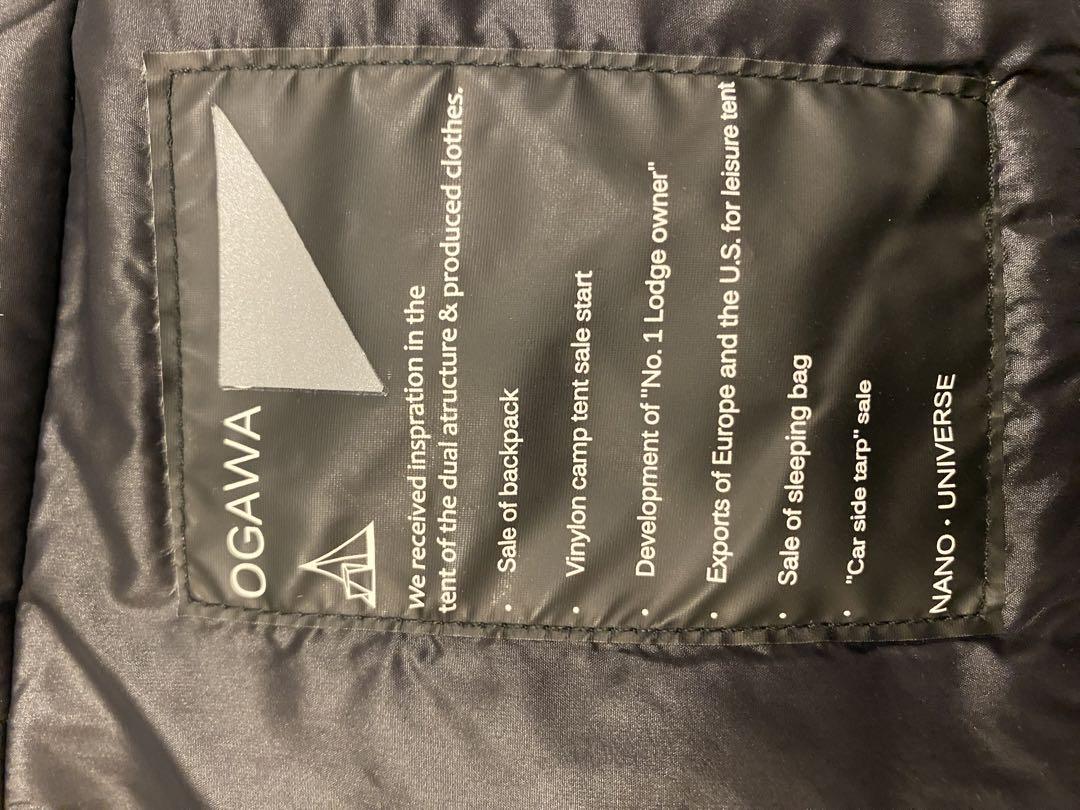 OGAWA
We received inspration in the
tent of the dual atructure & produced clothes.
• Sale of backpack
• Vinylon camp tent sale start
• Development of "No. 1 Lodge owner"
• Exports of Europe and the U.S. for leisure tent
• Sale of sleeping bag
• "Car side tarp" sale
NANO・UNIVERSE